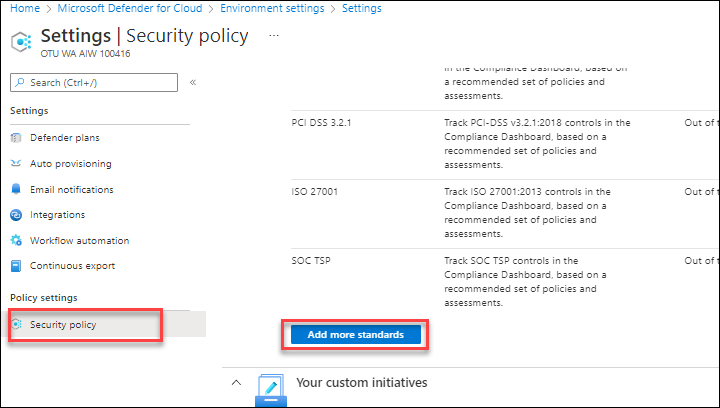 Home > Microsoft Defender for Cloud > Environment settings > Settings
Settings | Security policy ...
OTU WA AIW 100416
Search (Ctrl+/) «
Settings
Defender plans
Auto provisioning
Email notifications
Integrations
Workflow automation
Continuous export
Policy settings
Security policy
in the Compliance Dashboard, based on
a recommended set of policies and
assessments.
PCI DSS 3.2.1 Track PCI-DSS v3.2.1:2018 controls in the Out of t
Compliance Dashboard, based on a
recommended set of policies and
assessments.
ISO 27001 Track ISO 27001:2013 controls in the Out of t
Compliance Dashboard, based on a
recommended set of policies and
assessments.
SOC TSP Track SOC TSP controls in the Out of t
Compliance Dashboard, based on a
recommended set of policies and
assessments.
Add more standards
Your custom initiatives